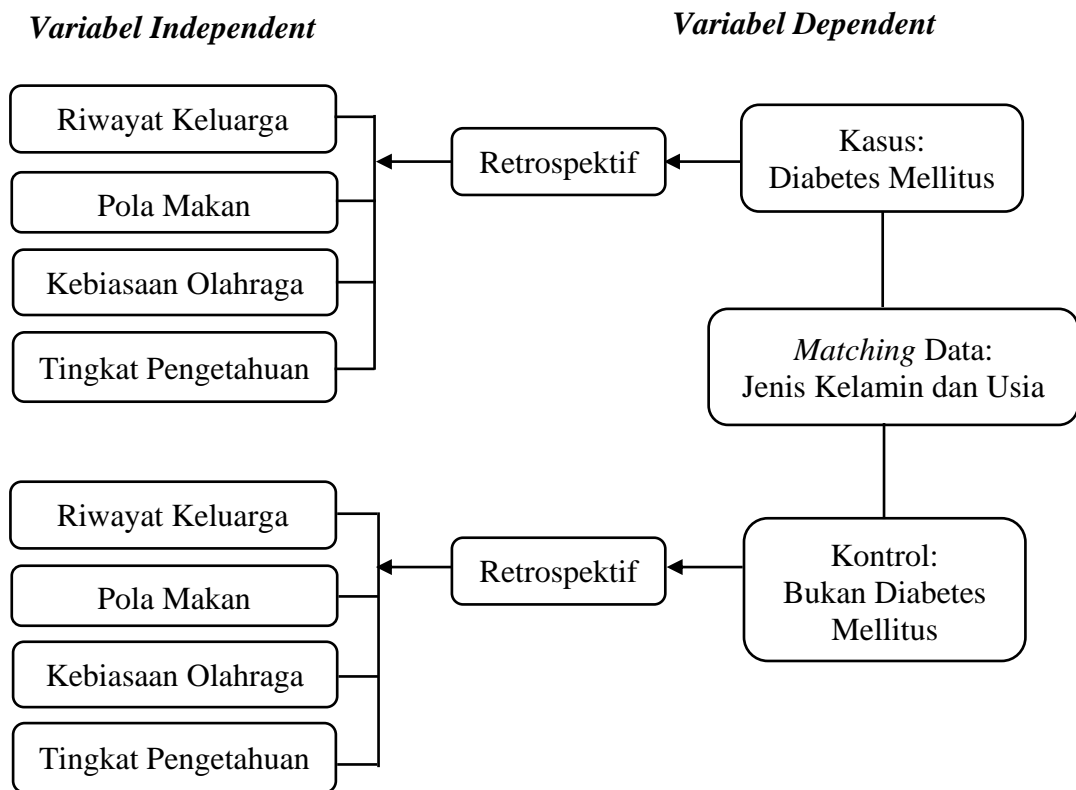 Variabel Independent
Variabel Dependent
Riwayat Keluarga
Pola Makan
Kebiasaan Olahraga
Tingkat Pengetahuan
Retrospektif
Kasus:
Diabetes Mellitus
Matching Data:
Jenis Kelamin dan Usia
Riwayat Keluarga
Pola Makan
Kebiasaan Olahraga
Tingkat Pengetahuan
Retrospektif
Kontrol:
Bukan Diabetes
Mellitus